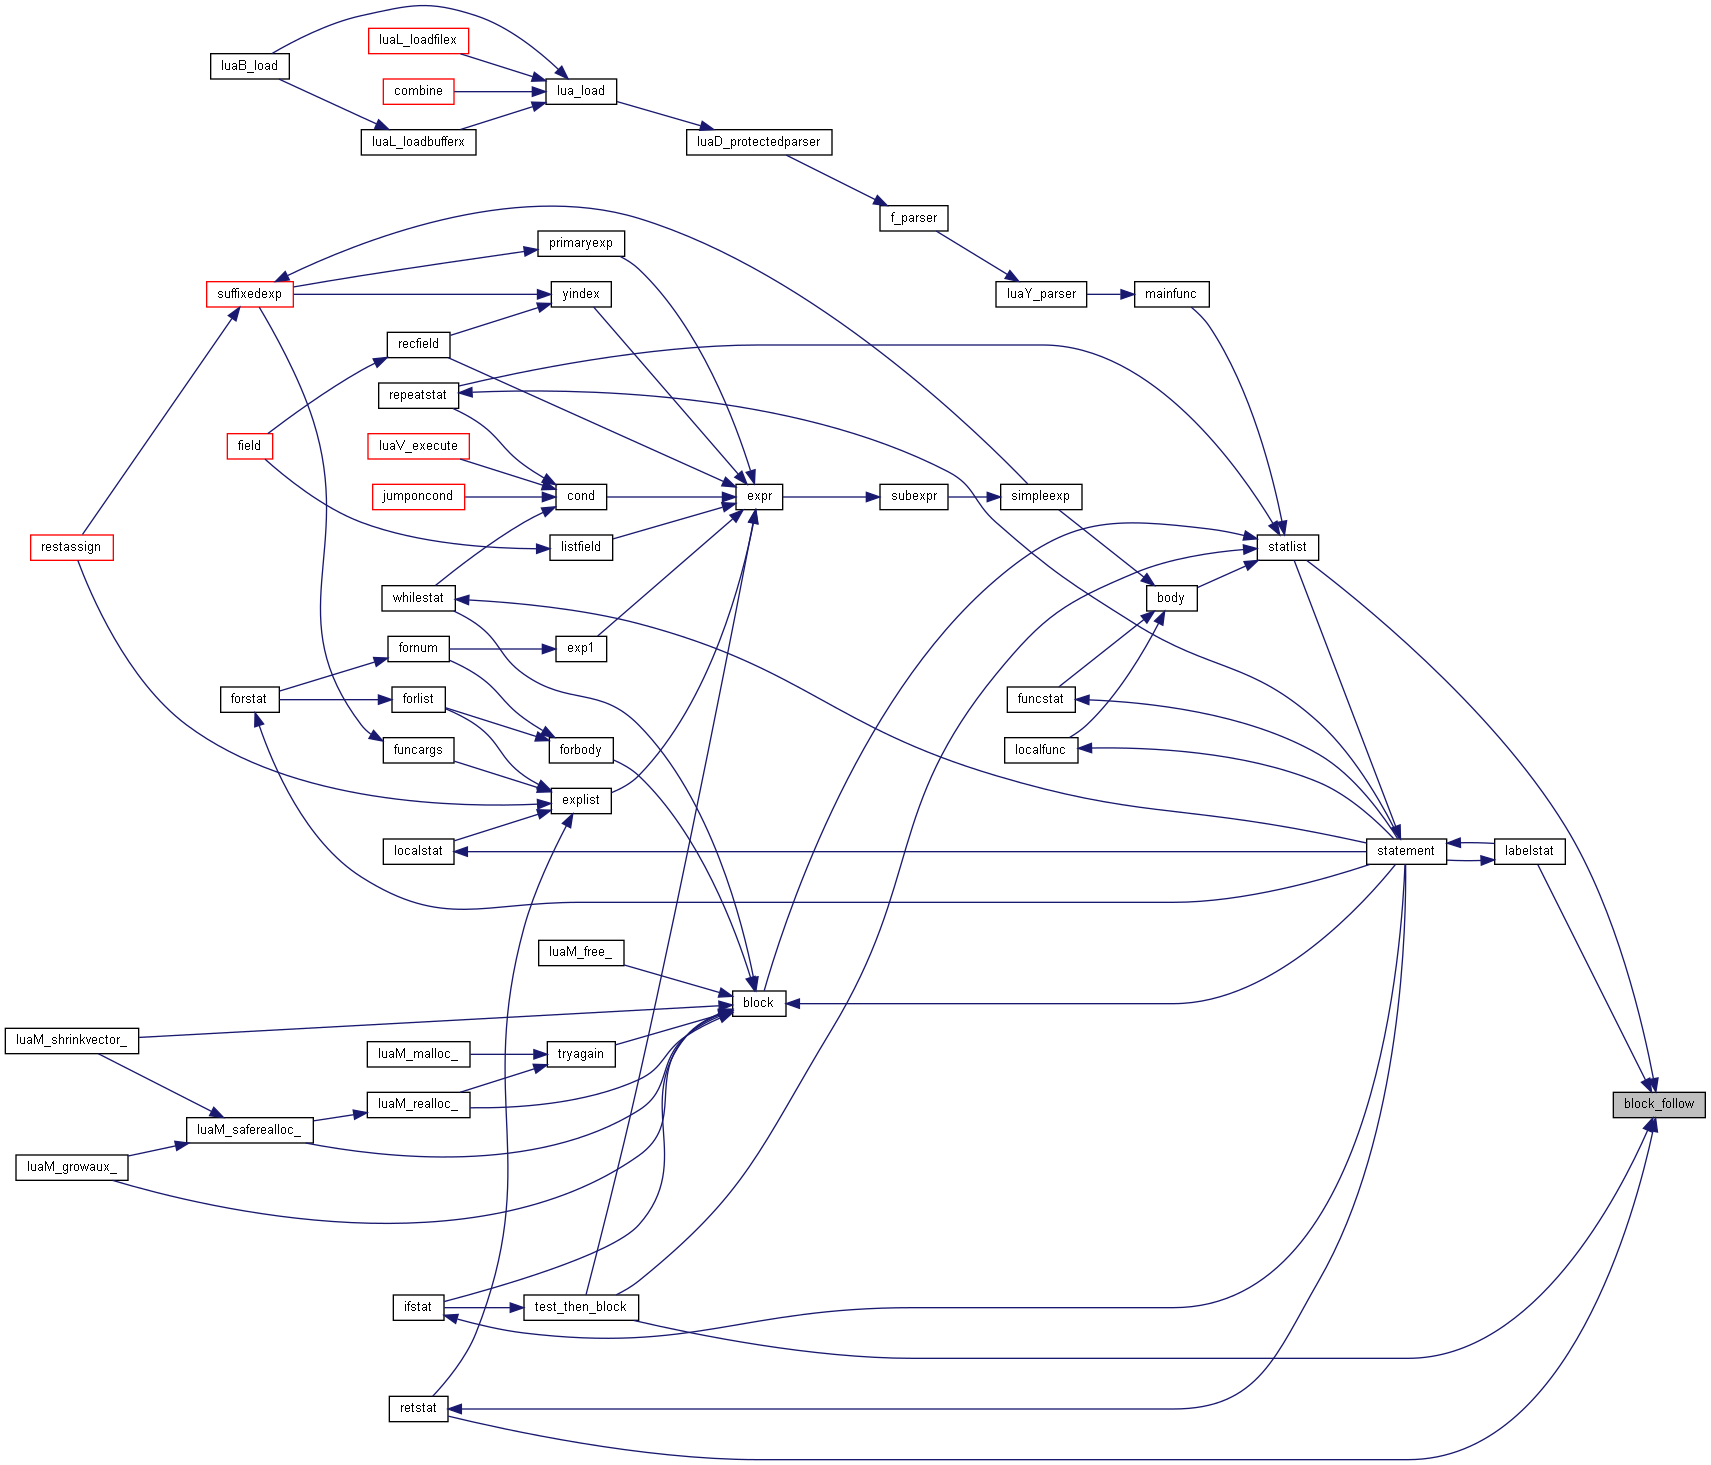 luaL_loadfilex
luaB_load
combine
lua_load
luaL_loadbufferx
luaD_protectedparser
f_parser
primaryexp
suffixedexp
yindex
luaY_parser
mainfunc
recfield
repeatstat
field
luaV_execute
jumponcond
cond
expr
subexpr
simpleexp
restassign
listfield
statlist
whilestat
body
fornum
exp1
forstat
forlist
funcstat
funcargs
forbody
localfunc
explist
localstat
statement
labelstat
luaM_free_
block
luaM_shrinkvector_
luaM_malloc_
tryagain
luaM_realloc_
block_follow
luaM_saferealloc_
luaM_growaux_
ifstat
test_then_block
retstat